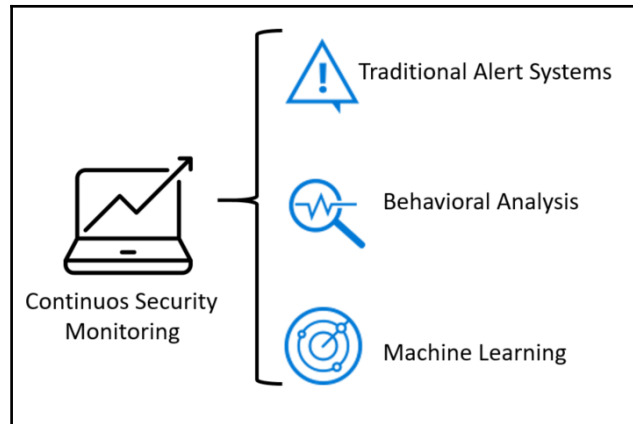 Traditional Alert Systems
Behavioral Analysis
Continuos Security
Monitoring
Machine Learning